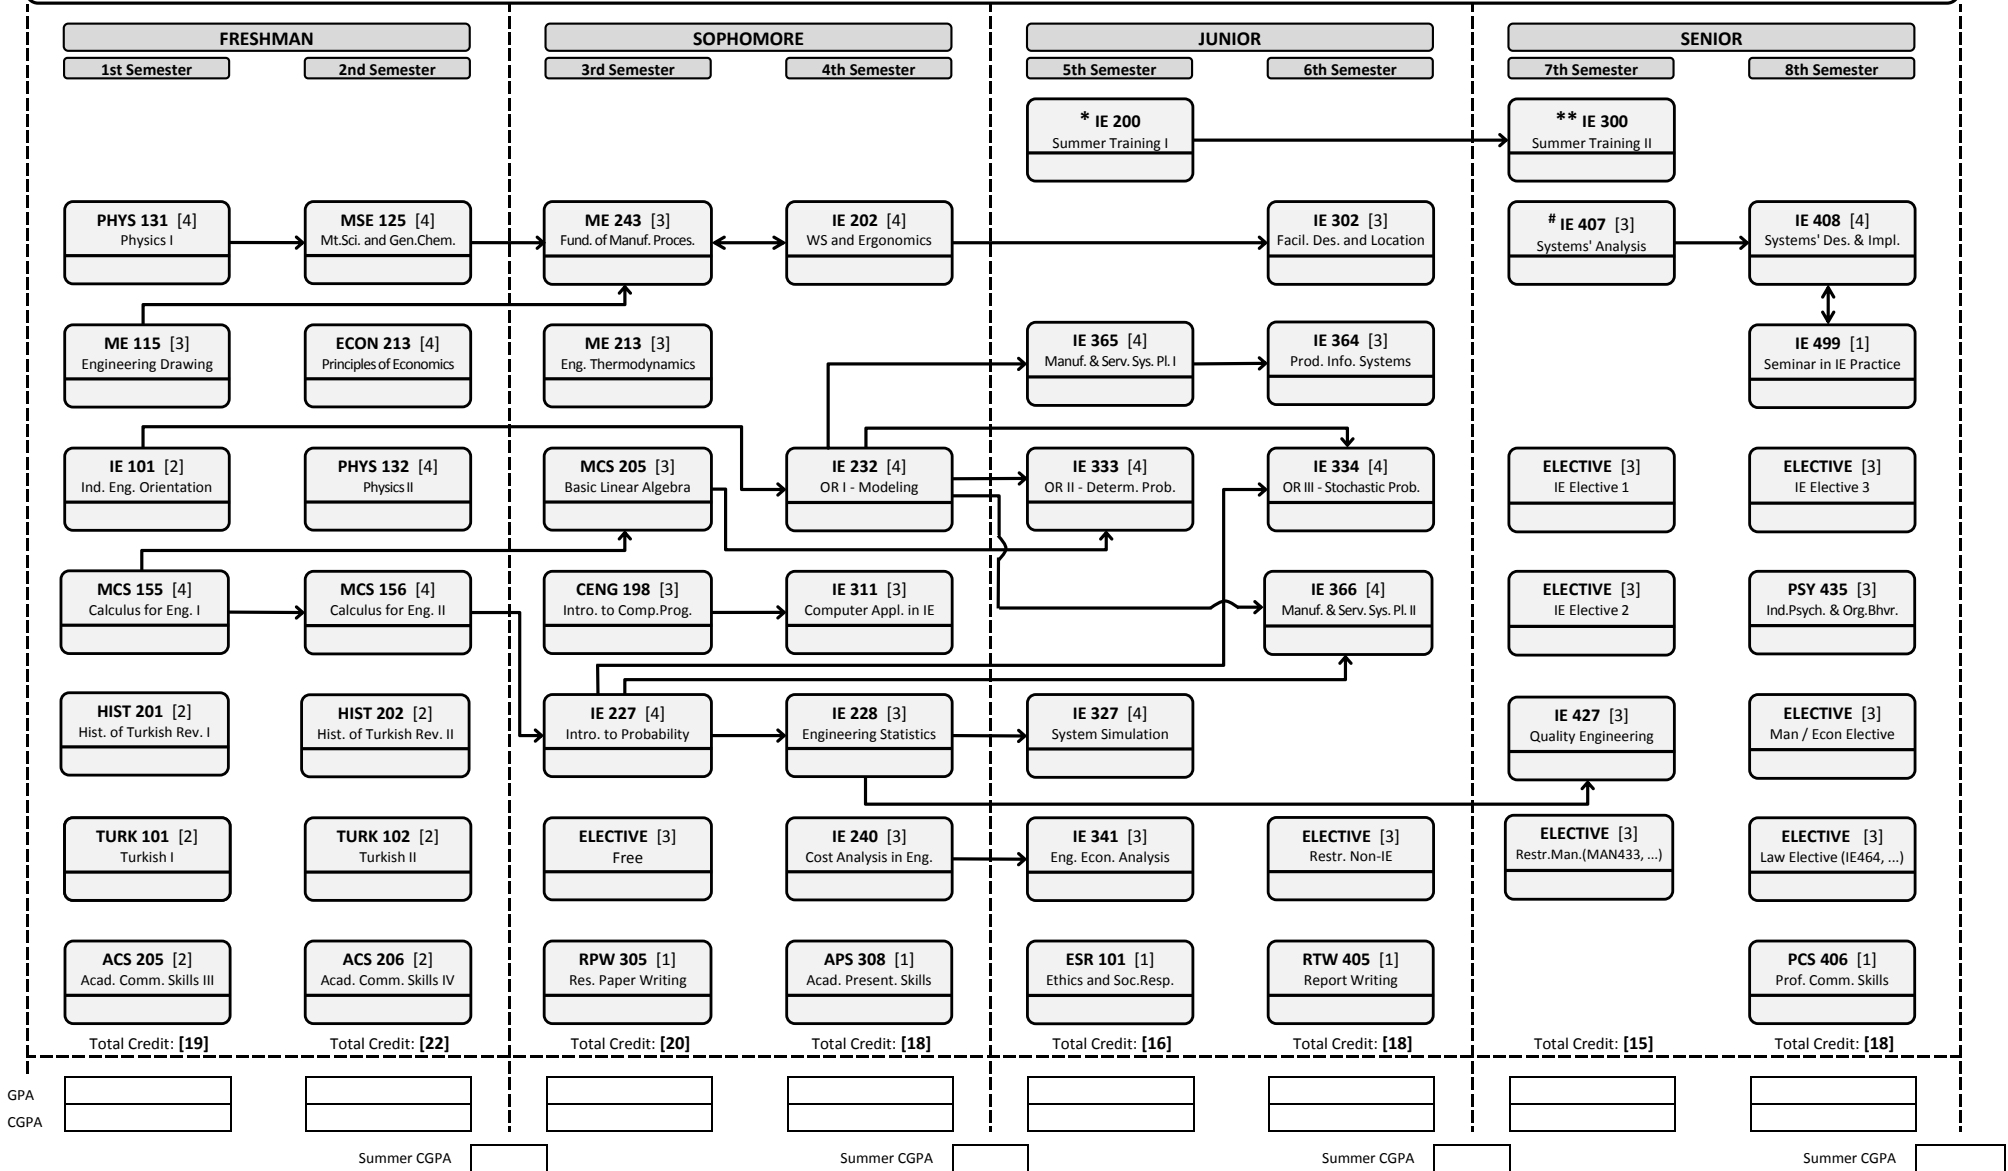 FRESHMAN SOPHOMORE JUNIOR SENIOR
1st Semester 2nd Semester 3rd Semester 4th Semester 5th Semester 6th Semester 7th Semester 8th Semester
* IE 200 ** IE 300
Summer Training I Summer Training II
PHYS 131 [4] MSE 125 [4] ME 243 [3] IE 202 [4] IE 302 [3] # IE 407 [3] IE 408 [4]
Physics I Mt.Sci. and Gen.Chem. Fund. of Manuf. Proces. WS and Ergonomics Facil. Des. and Location Systems' Analysis Systems' Des. & Impl.
ME 115 [3] ECON 213 [4] ME 213 [3] IE 365 [4] IE 364 [3] IE 499 [1]
Engineering Drawing Principles of Economics Eng. Thermodynamics Manuf. & Serv. Sys. Pl. I Prod. Info. Systems Seminar in IE Practice
IE 101 [2] PHYS 132 [4] MCS 205 [3] IE 232 [4] IE 333 [4] IE 334 [4] ELECTIVE [3] ELECTIVE [3]
Ind. Eng. Orientation Physics II Basic Linear Algebra OR I - Modeling OR II - Determ. Prob. OR III - Stochastic Prob. IE Elective 1 IE Elective 3
MCS 155 [4] MCS 156 [4] CENG 198 [3] IE 311 [3] IE 366 [4] ELECTIVE [3] PSY 435 [3]
Calculus for Eng. I Calculus for Eng. II Intro. to Comp.Prog. Computer Appl. in IE Manuf. & Serv. Sys. Pl. II IE Elective 2 Ind.Psych. & Org.Bhvr.
HIST 201 [2] HIST 202 [2] IE 227 [4] IE 228 [3] IE 327 [4] IE 427 [3] ELECTIVE [3]
Hist. of Turkish Rev. I Hist. of Turkish Rev. II Intro. to Probability Engineering Statistics System Simulation Quality Engineering Man / Econ Elective
TURK 101 [2] TURK 102 [2] ELECTIVE [3] IE 240 [3] IE 341 [3] ELECTIVE [3] ELECTIVE [3] ELECTIVE [3]
Turkish I Turkish II Free Cost Analysis in Eng. Eng. Econ. Analysis Restr. Non-IE Restr.Man.(MAN433, ...) Law Elective (IE464, ...)
ACS 205 [2] ACS 206 [2] RPW 305 [1] APS 308 [1] ESR 101 [1] RTW 405 [1] PCS 406 [1]
Acad. Comm. Skills III Acad. Comm. Skills IV Res. Paper Writing Acad. Present. Skills Ethics and Soc.Resp. Report Writing Prof. Comm. Skills
Total Credit: [19] Total Credit: [22] Total Credit: [20] Total Credit: [18] Total Credit: [16] Total Credit: [18] Total Credit: [15] Total Credit: [18]
GPA
CGPA
Summer CGPA Summer CGPA Summer CGPA Summer CGPA